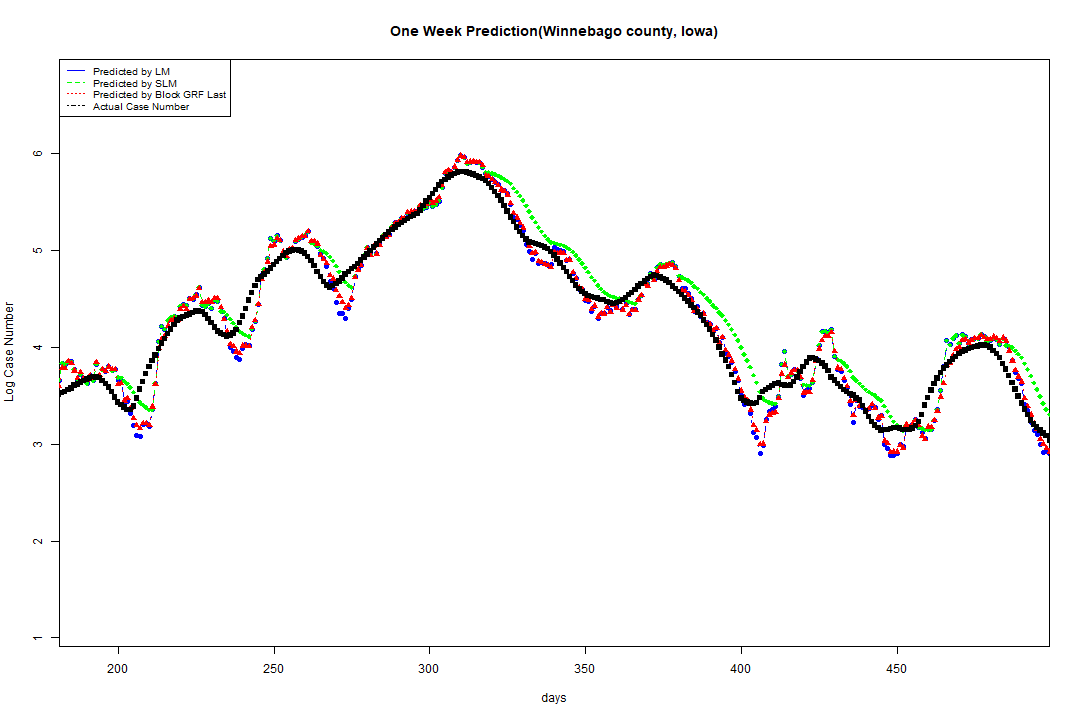 One Week Prediction(Winnebago county, Iowa)
Predicted by LM
Predicted by SLM
Predicted by Block GRF Last
Actual Case Number
Log Case Number
6
5
4
3
2
1
200 250 300 350 400 450
days